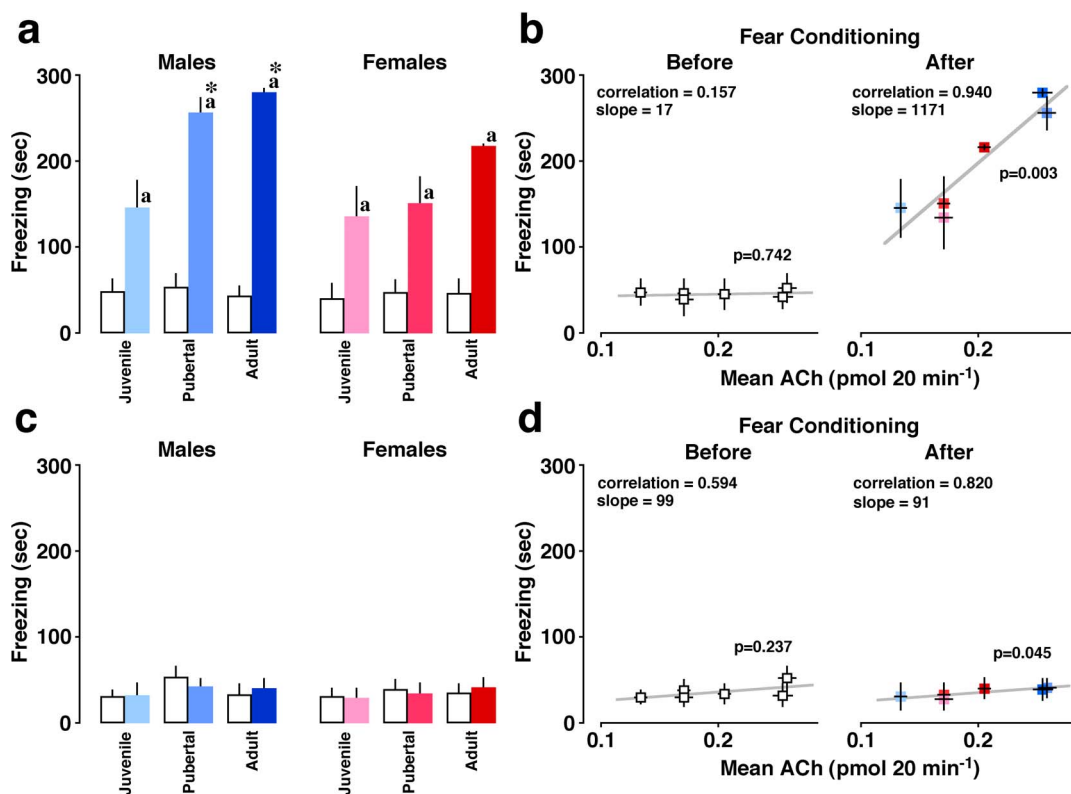 a
Males
Females
Freezing (sec)
300
200
100
0
*
a
*
a
a
a
a
a
Juvenile
Pubertal
Adult
Juvenile
Pubertal
Adult
b
Fear Conditioning
Before
After
Freezing (sec)
300
200
100
0
correlation = 0.157
slope = 17
p=0.742
correlation = 0.940
slope = 1171
p=0.003
0.1
0.2
0.1
0.2
Mean ACh (pmol 20 min⁻¹)
c
Males
Females
Freezing (sec)
300
200
100
0
Juvenile
Pubertal
Adult
Juvenile
Pubertal
Adult
d
Fear Conditioning
Before
After
Freezing (sec)
300
200
100
0
correlation = 0.594
slope = 99
p=0.237
correlation = 0.820
slope = 91
p=0.045
0.1
0.2
0.1
0.2
Mean ACh (pmol 20 min⁻¹)